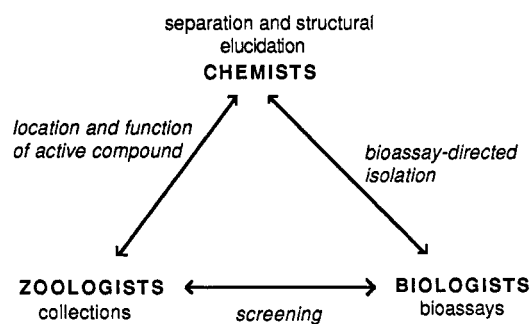 separation and structural
elucidation
CHEMISTS
location and function
of active compound
bioassay-directed
isolation
ZOOLOGISTS
collections
screening
BIOLOGISTS
bioassays